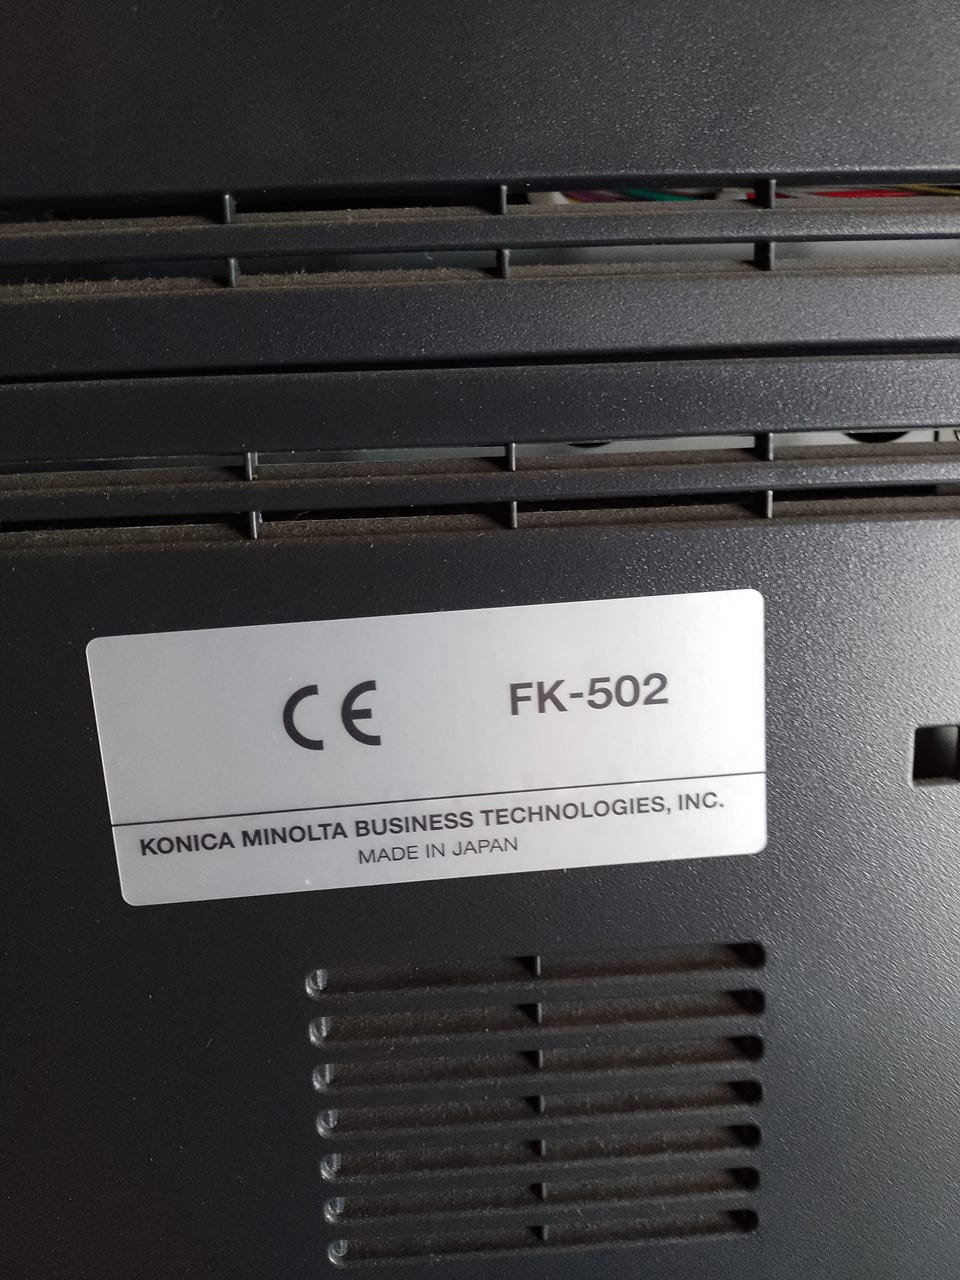 CE FK-502
KONICA MINOLTA BUSINESS TECHNOLOGIES, INC.
MADE IN JAPAN